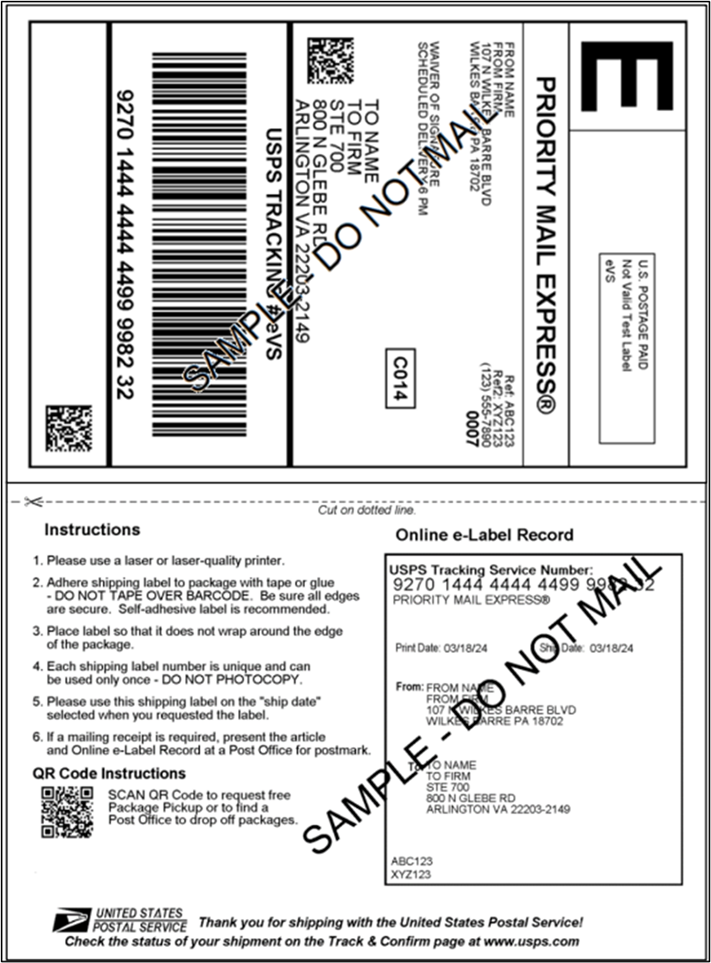 E
U.S. POSTAGE PAID
Not Valid Test Label
eVS
PRIORITY MAIL EXPRESS®
FROM NAME
FROM FIRM
107 N WILKES BARRE BLVD
WILKES BARRE PA 18702
Ref: ABC123
Ref2: XYZ123
(123) 555-7890
0007
WAIVER OF SIGNATURE
SCHEDULED DELIVERY 6 PM
C014
TO NAME
TO FIRM
STE 700
800 N GLEBE RD
ARLINGTON VA 22203-2149
USPS TRACKING # eVS
9270 1444 4444 4499 9982 32
SAMPLE - DO NOT MAIL
Cut on dotted line.
Instructions
1. Please use a laser or laser-quality printer.
2. Adhere shipping label to package with tape or glue
- DO NOT TAPE OVER BARCODE. Be sure all edges
are secure. Self-adhesive label is recommended.
3. Place label so that it does not wrap around the edge
of the package.
4. Each shipping label number is unique and can
be used only once - DO NOT PHOTOCOPY.
5. Please use this shipping label on the "ship date"
selected when you requested the label.
6. If a mailing receipt is required, present the article
and Online e-Label Record at a Post Office for postmark.
QR Code Instructions
SCAN QR Code to request free
Package Pickup or to find a
Post Office to drop off packages.
Online e-Label Record
USPS Tracking Service Number:
9270 1444 4444 4499 9982 32
PRIORITY MAIL EXPRESS®
Print Date: 03/18/24 Ship Date: 03/18/24
From: FROM NAME
FROM FIRM
107 N WILKES BARRE BLVD
WILKES BARRE PA 18702
To: TO NAME
TO FIRM
STE 700
800 N GLEBE RD
ARLINGTON VA 22203-2149
ABC123
XYZ123
SAMPLE - DO NOT MAIL
UNITED STATES
POSTAL SERVICE
Thank you for shipping with the United States Postal Service!
Check the status of your shipment on the Track & Confirm page at www.usps.com